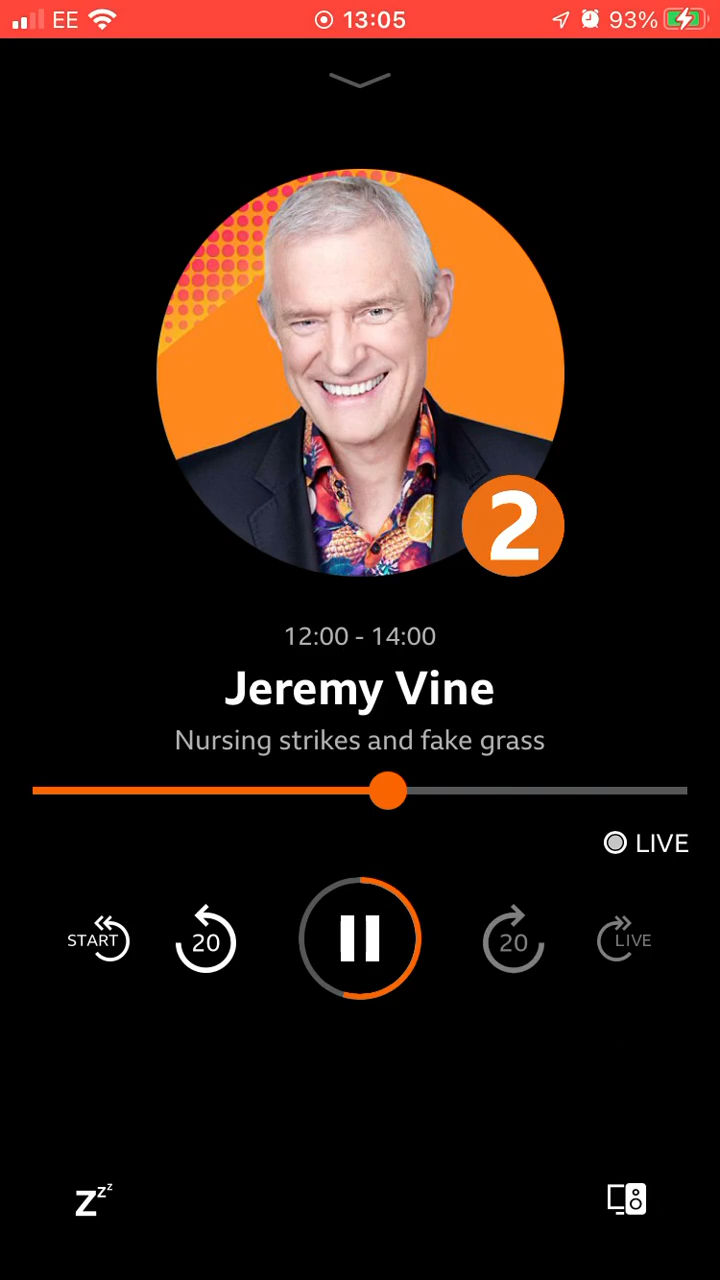 EE 13:05 93%
2
12:00 - 14:00
Jeremy Vine
Nursing strikes and fake grass
LIVE
START 20 20 LIVE
zzz